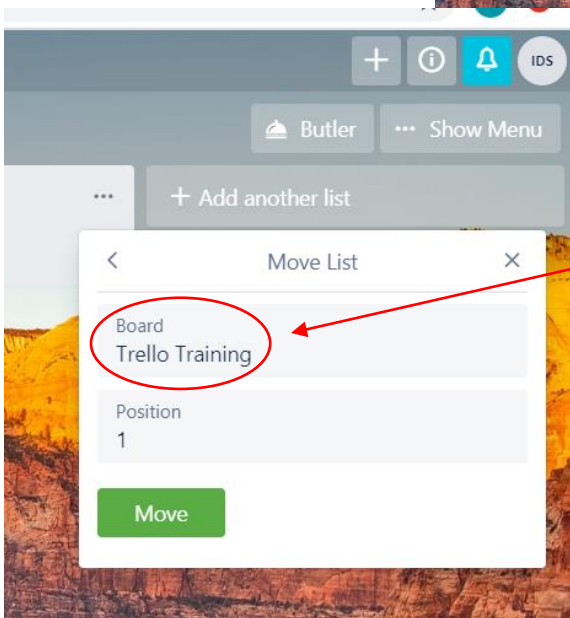 IDS
Butler
... Show Menu
...
+ Add another list
Move List
Board
Trello Training
Position
1
Move